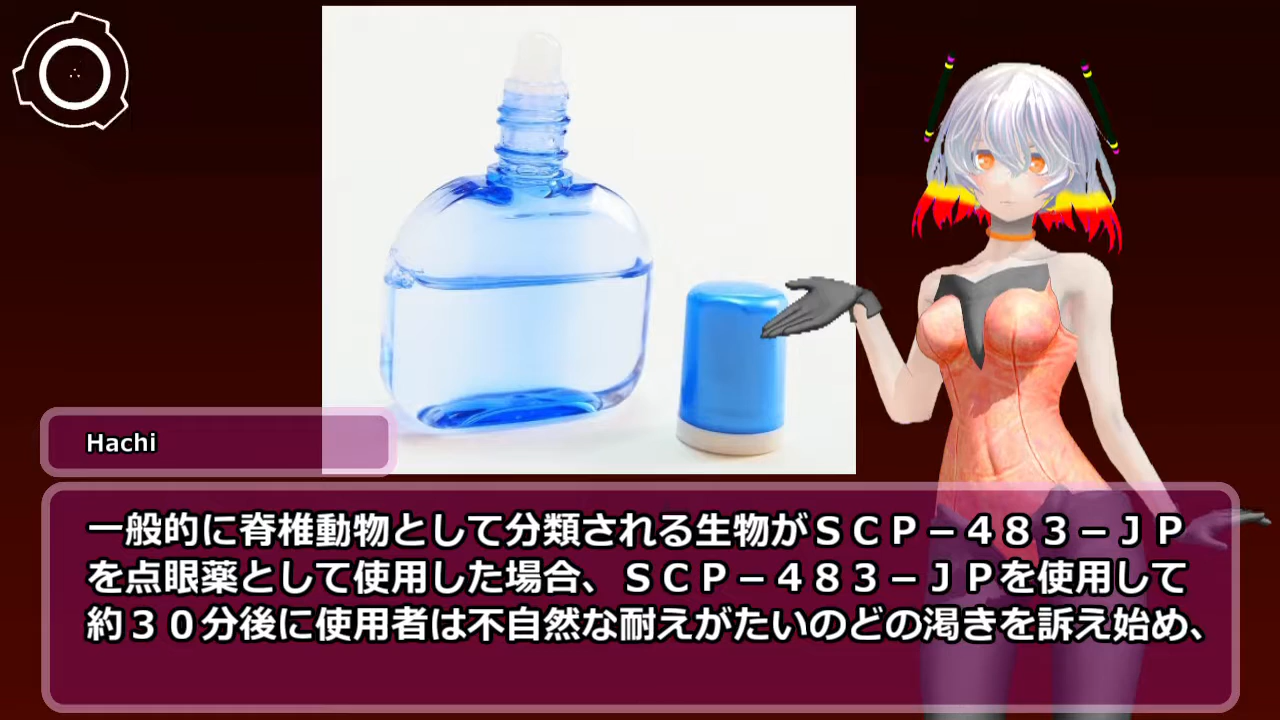 Hachi
一般的に脊椎動物として分類される生物がＳＣＰ－４８３－ＪＰ
を点眼薬として使用した場合、ＳＣＰ－４８３－ＪＰを使用して
約３０分後に使用者は不自然な耐えがたいのどの渇きを訴え始め、